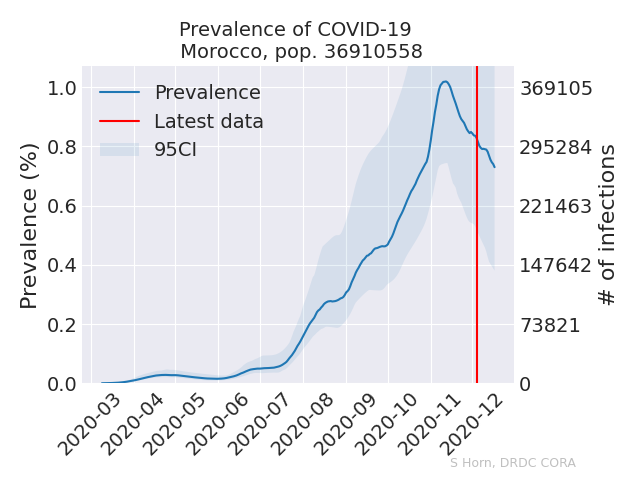 Prevalence of COVID-19
Morocco, pop. 36910558
Prevalence (%)
1.0
0.8
0.6
0.4
0.2
0.0
Prevalence
Latest data
95CI
369105
295284
221463
147642
73821
0
# of infections
2020-03
2020-04
2020-05
2020-06
2020-07
2020-08
2020-09
2020-10
2020-11
2020-12
S Horn, DRDC CORA